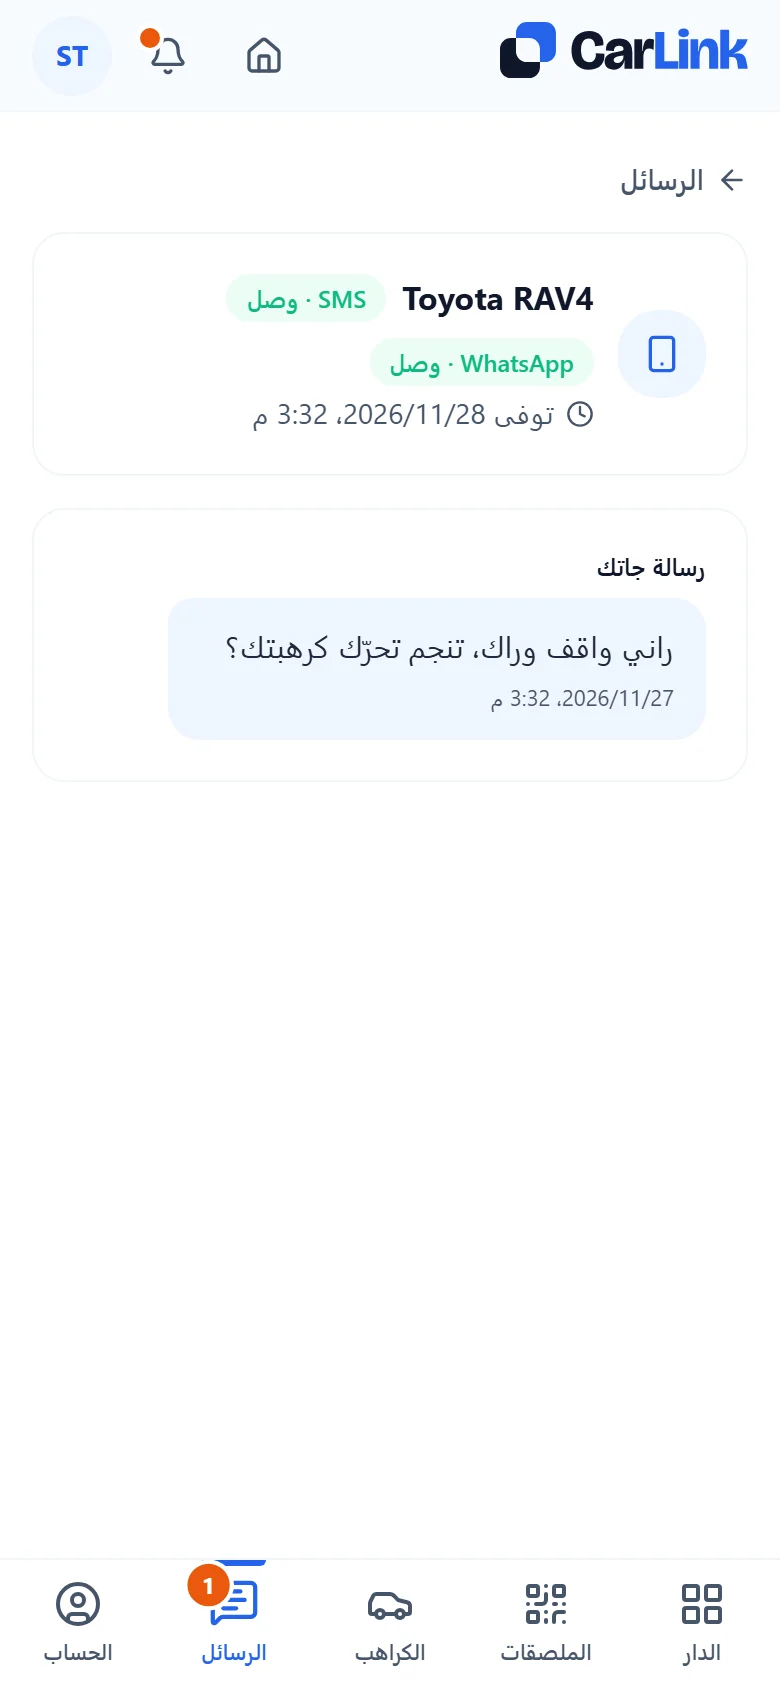 CarLink
ST
الرسائل
Toyota RAV4
SMS · وصل
WhatsApp · وصل
توفى 2026/11/28، 3:32 م
رسالة جاتك
راني واقف وراك، تنجم تحرّك كرهبتك؟
2026/11/27، 3:32 م
الدار
الملصقات
الكراهب
1
الرسائل
الحساب